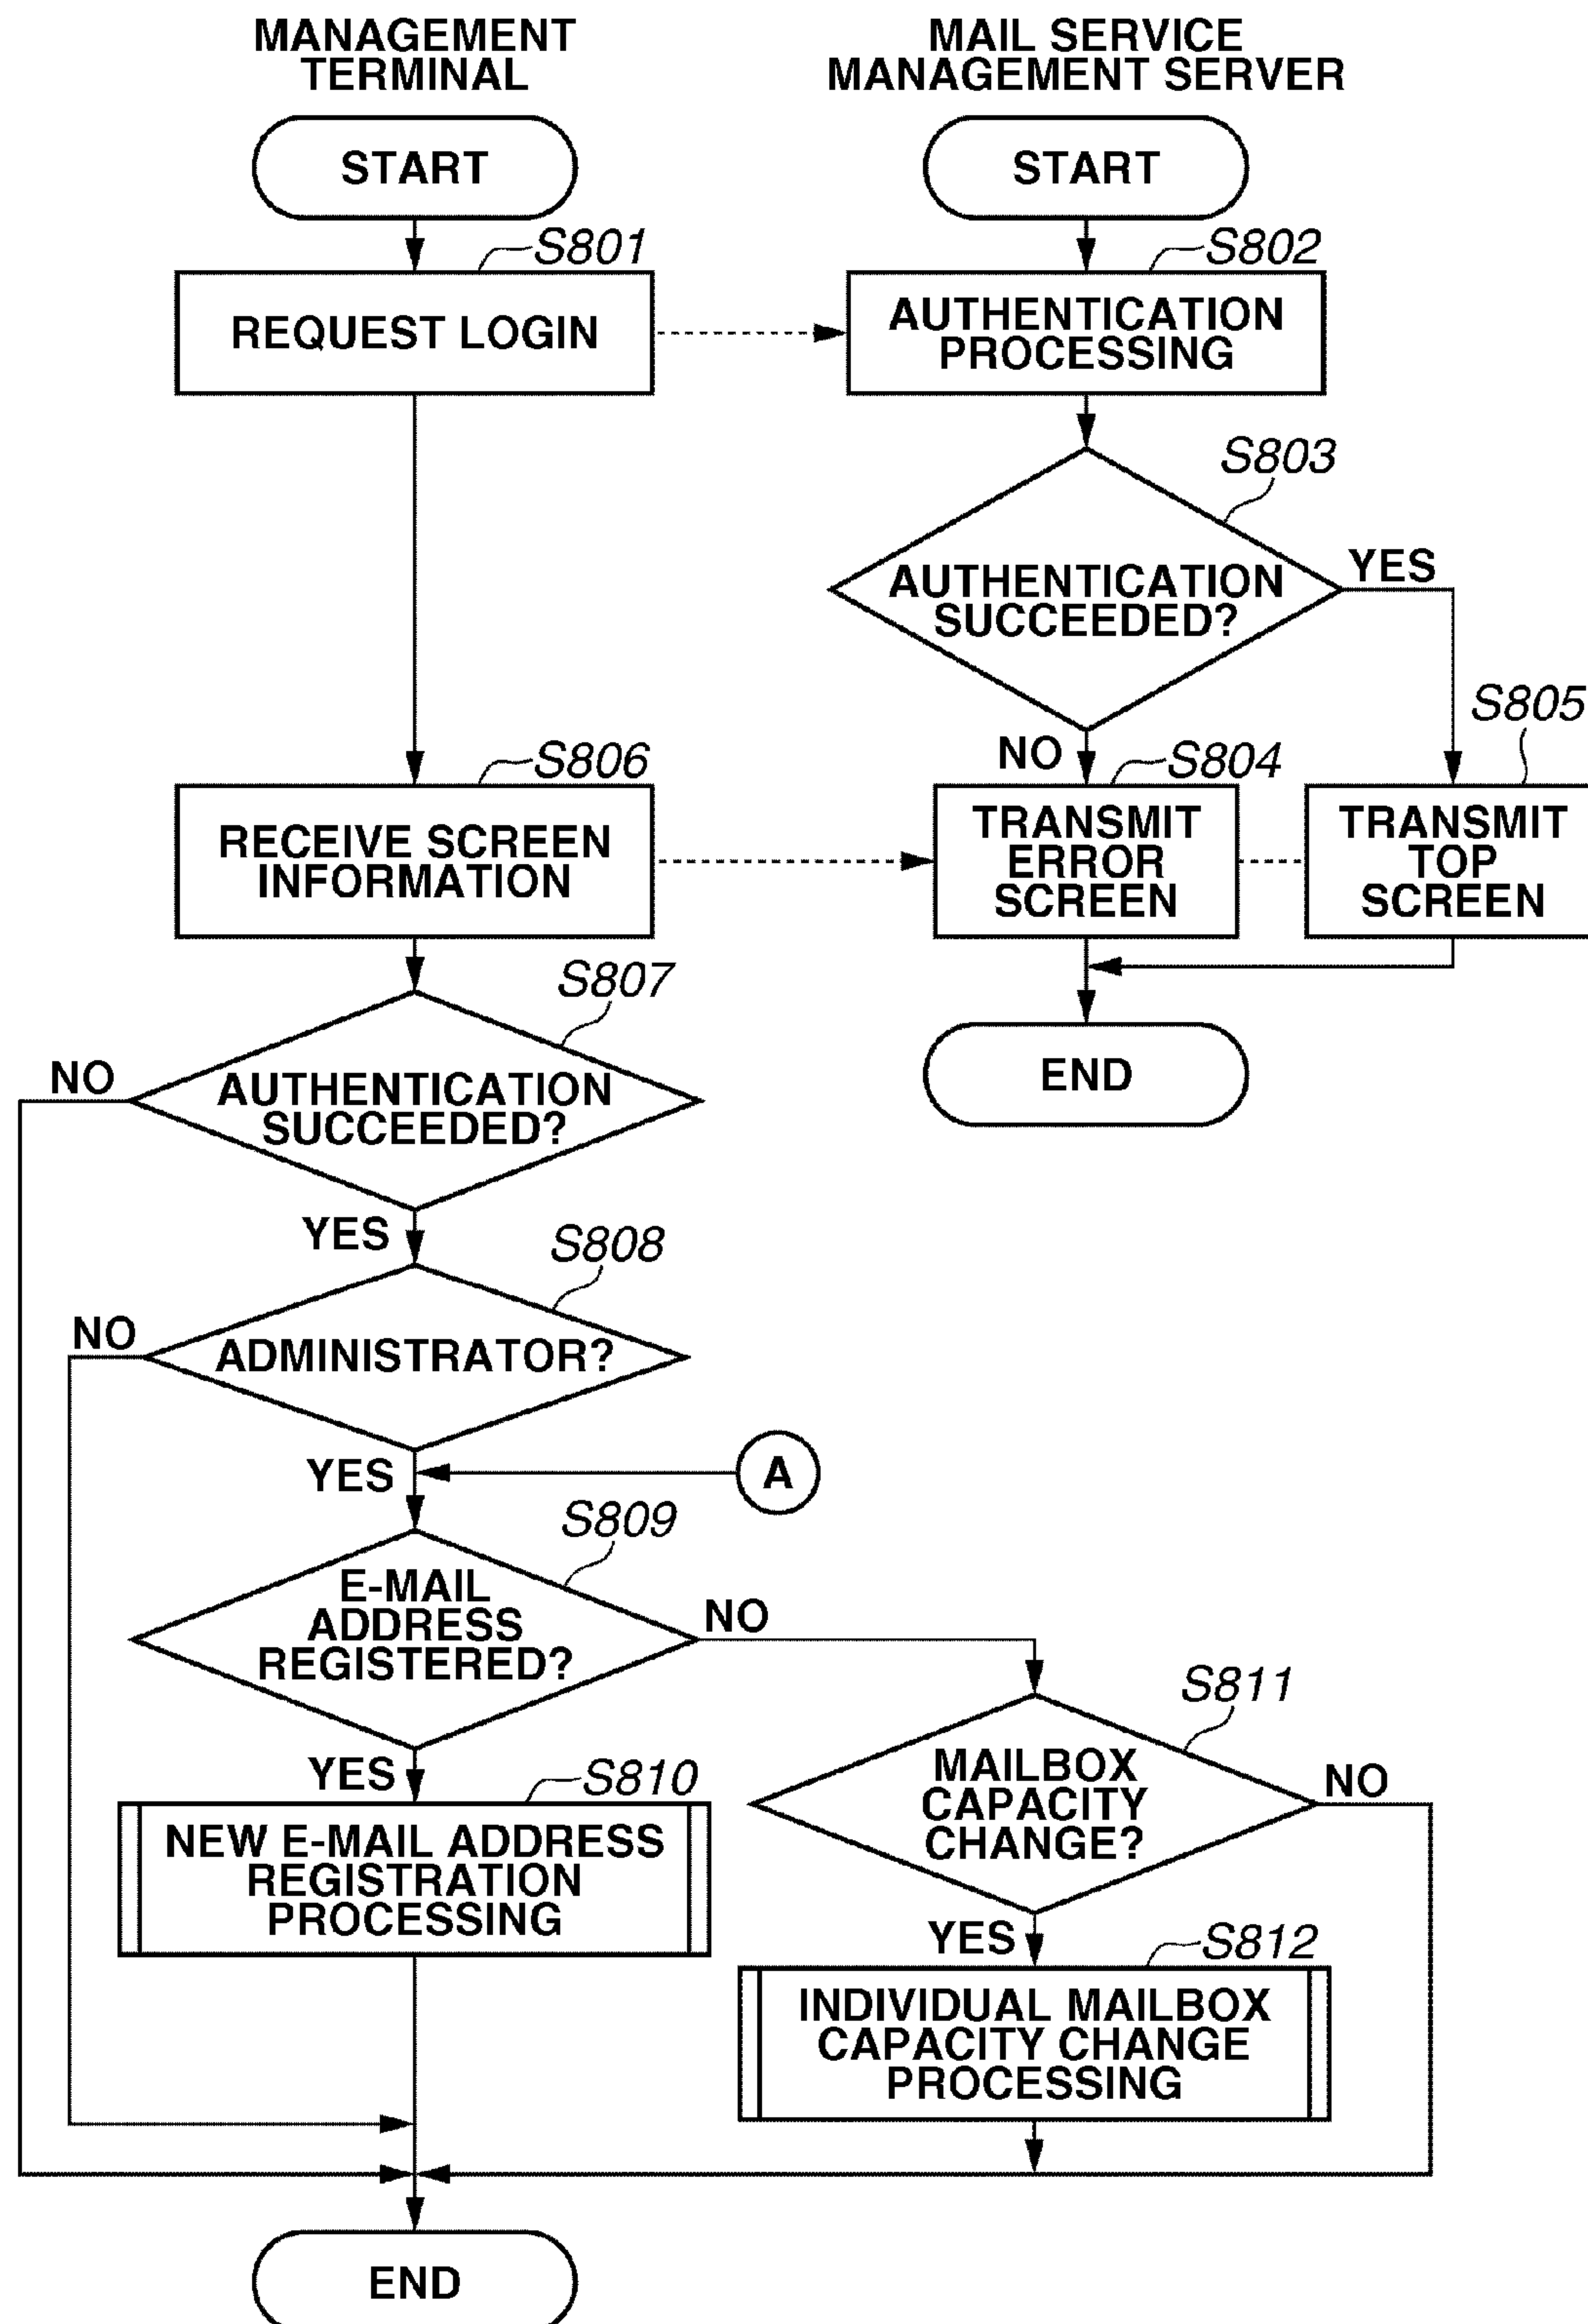 MANAGEMENT
TERMINAL
MAIL SERVICE
MANAGEMENT SERVER
START
START
S801
S802
REQUEST LOGIN
AUTHENTICATION
PROCESSING
S803
AUTHENTICATION
SUCCEEDED?
YES
S805
NO
S804
S806
RECEIVE SCREEN
INFORMATION
TRANSMIT
ERROR
SCREEN
TRANSMIT
TOP
SCREEN
S807
NO
AUTHENTICATION
SUCCEEDED?
END
YES
S808
NO
ADMINISTRATOR?
YES
A
S809
E-MAIL
ADDRESS
REGISTERED?
NO
S811
MAILBOX
CAPACITY
CHANGE?
NO
YES
S810
NEW E-MAIL ADDRESS
REGISTRATION
PROCESSING
YES
S812
INDIVIDUAL MAILBOX
CAPACITY CHANGE
PROCESSING
END